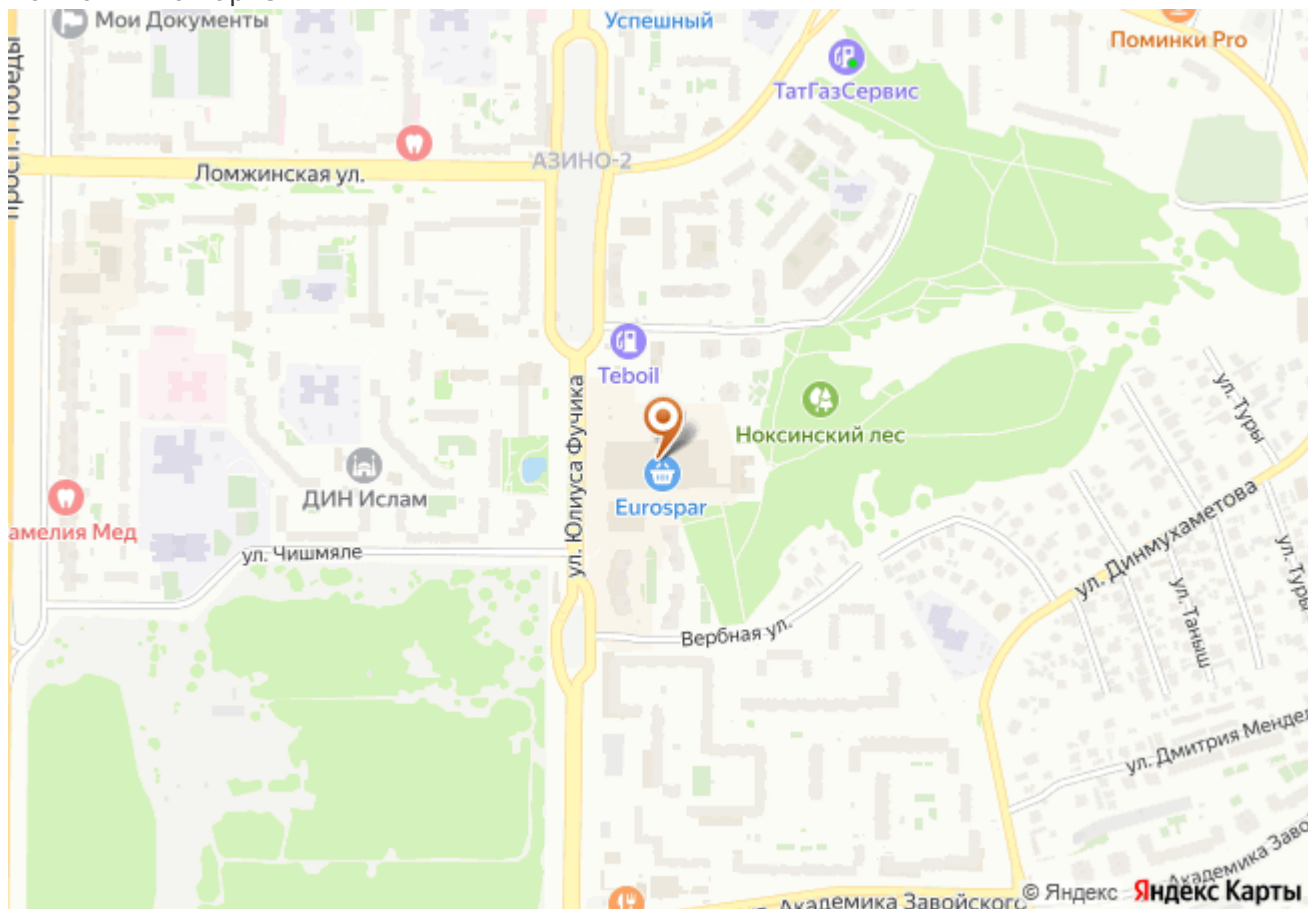 Мои Документы
Успешный
Поминки Pro
просп. Победы
ТатГазСервис
АЗИНО-2
Ломжинская ул.
Teboil
ул. Юлиуса Фучика
Ноксинский лес
ул. Туры
ДИН Ислам
Eurospar
амелия Мед
ул. Чишмяле
ул. Динмухаметова
ул. Туры
ул. Таныш
Вербная ул.
ул. Дмитрия Мендел
Академика Заво
ул. Академика Завойского
© Яндекс Яндекс Карты